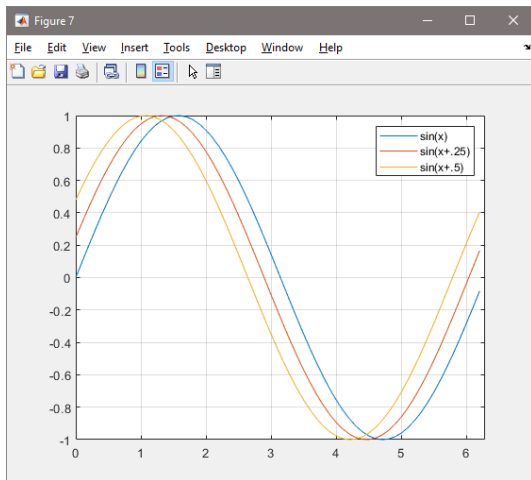 Figure 7
File Edit View Insert Tools Desktop Window Help
1
0.8
0.6
0.4
0.2
0
-0.2
-0.4
-0.6
-0.8
-1
0 1 2 3 4 5 6
sin(x)
sin(x+.25)
sin(x+.5)